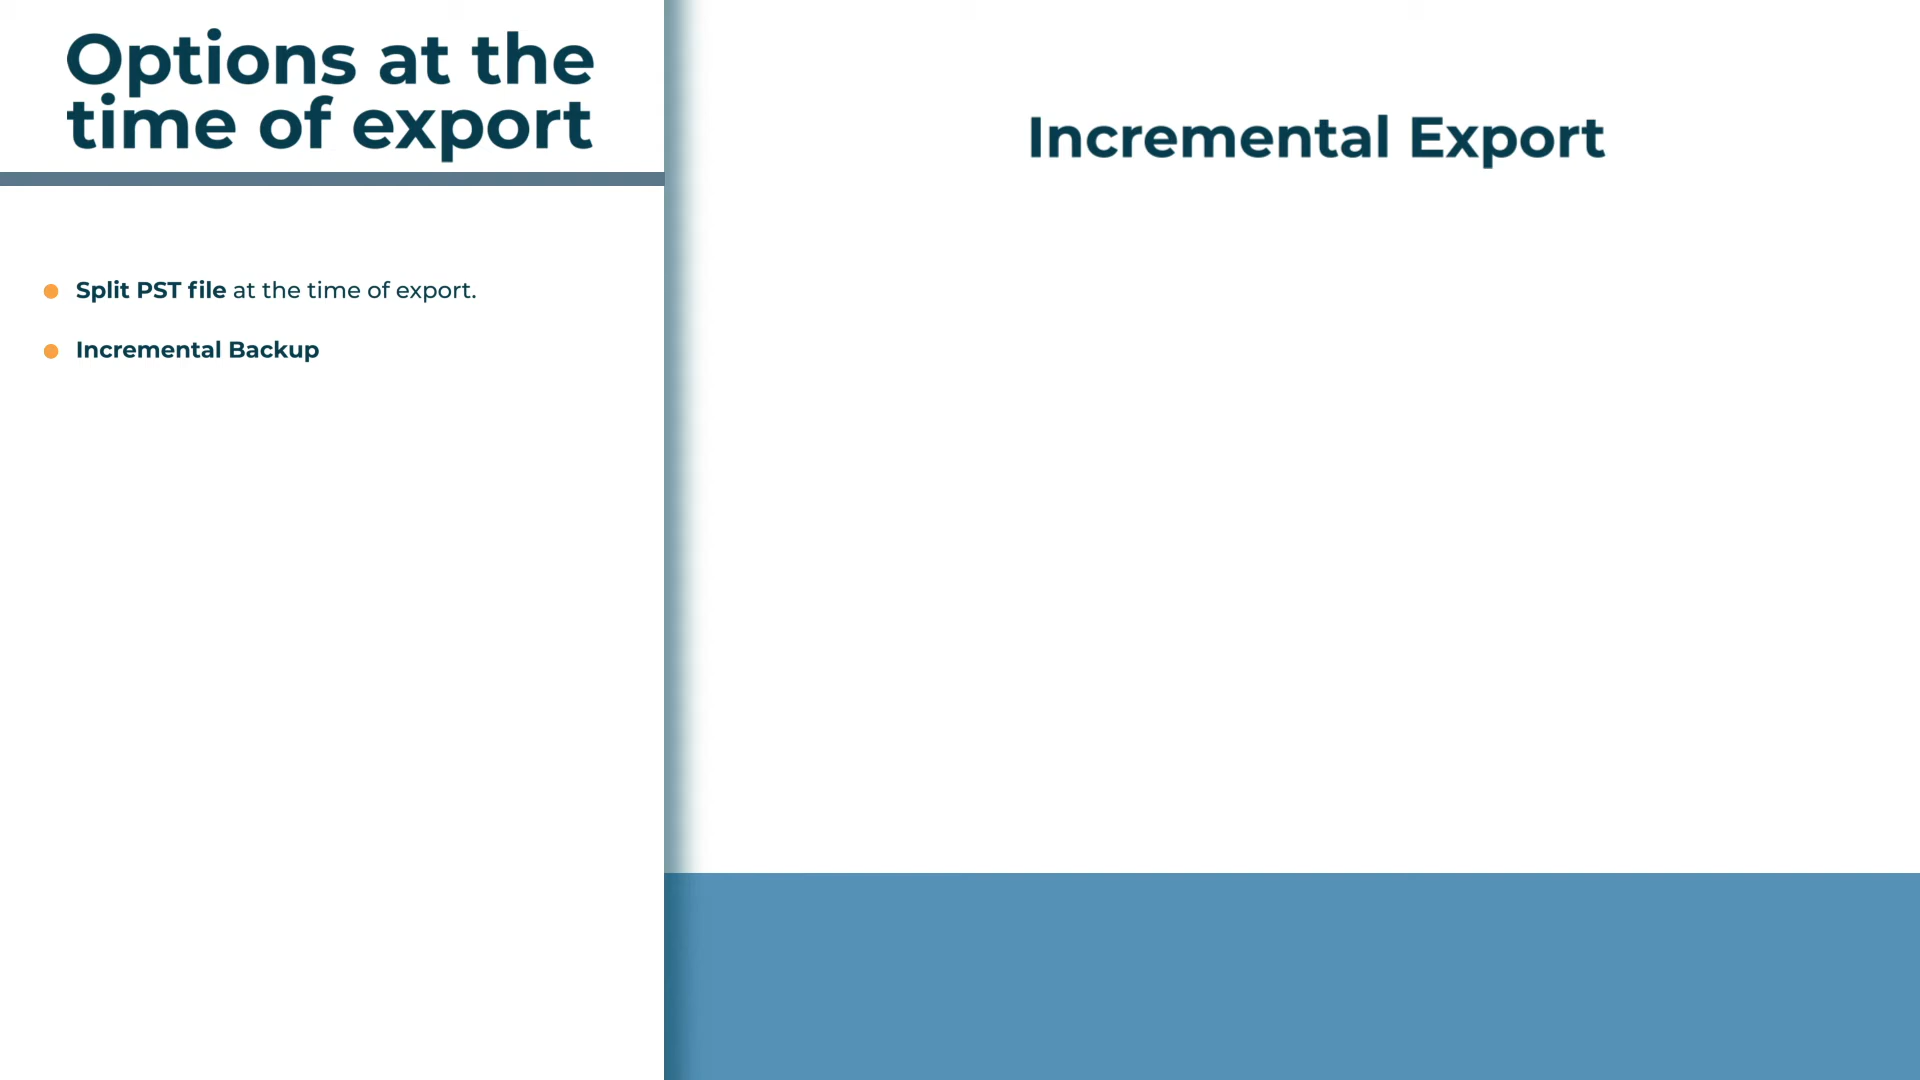 Options at the
time of export
Split PST file at the time of export.
Incremental Backup
Incremental Export